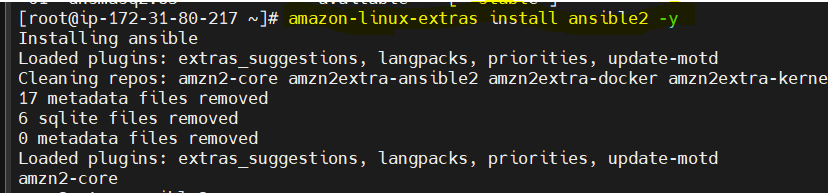 [root@ip-172-31-80-217 ~]# amazon-linux-extras install ansible2 -y
Installing ansible
Loaded plugins: extras_suggestions, langpacks, priorities, update-motd
Cleaning repos: amzn2-core amzn2extra-ansible2 amzn2extra-docker amzn2extra-kerne
17 metadata files removed
6 sqlite files removed
0 metadata files removed
Loaded plugins: extras_suggestions, langpacks, priorities, update-motd
amzn2-core